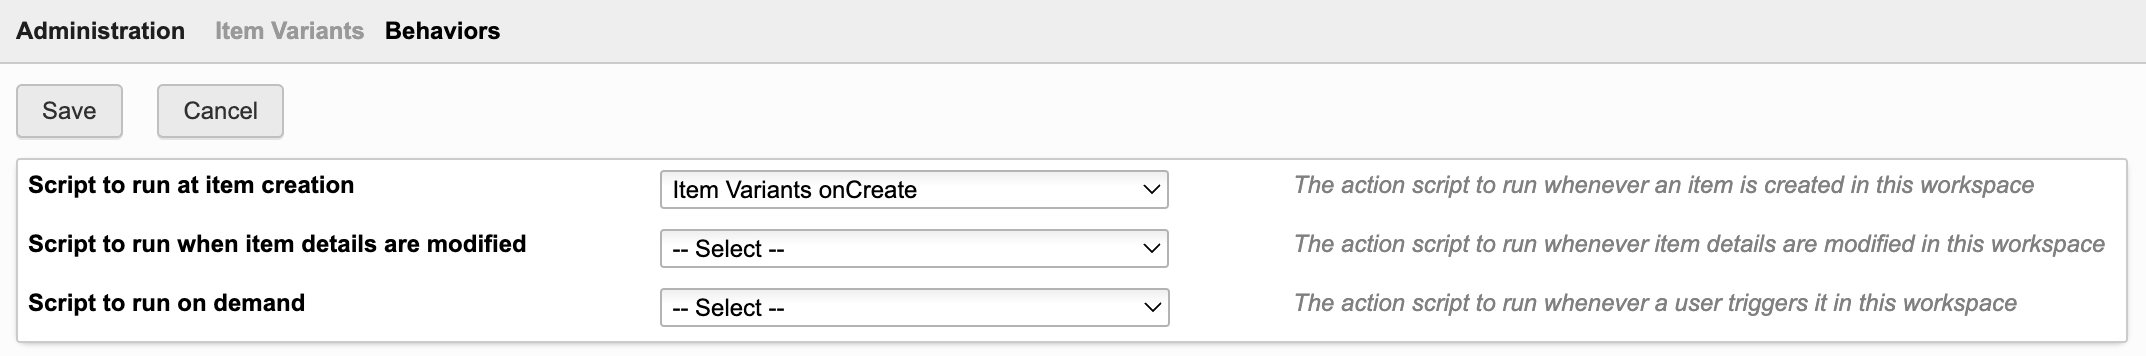 Administration Item Variants Behaviors
Save Cancel
Script to run at item creation Item Variants onCreate The action script to run whenever an item is created in this workspace
Script to run when item details are modified -- Select -- The action script to run whenever item details are modified in this workspace
Script to run on demand -- Select -- The action script to run whenever a user triggers it in this workspace